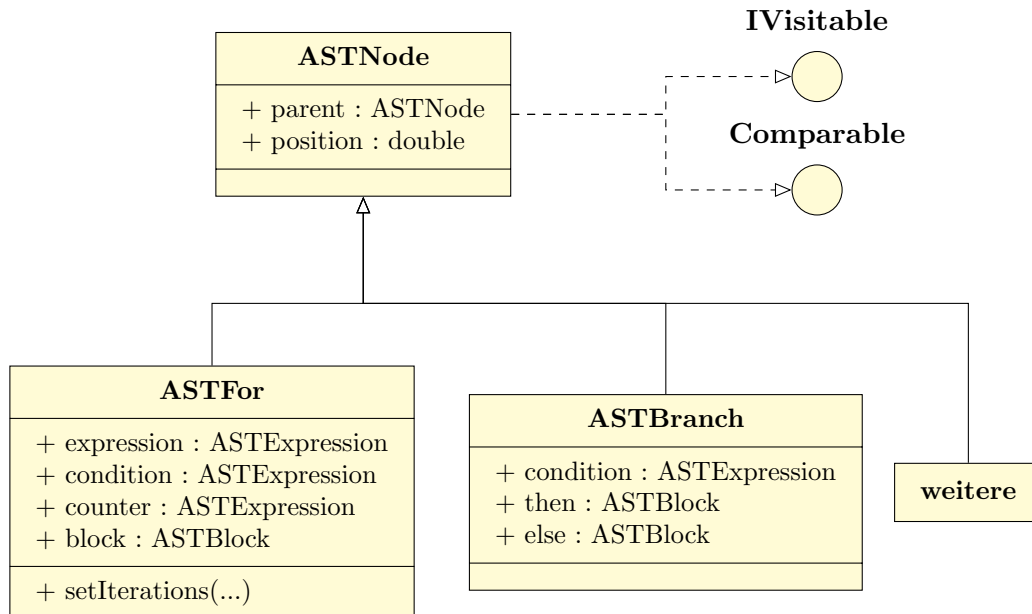 IVisitable
ASTNode
+ parent : ASTNode
+ position : double
Comparable
ASTFor
+ expression : ASTExpression
+ condition : ASTExpression
+ counter : ASTExpression
+ block : ASTBlock
+ setIterations(...)
ASTBranch
+ condition : ASTExpression
+ then : ASTBlock
+ else : ASTBlock
weitere